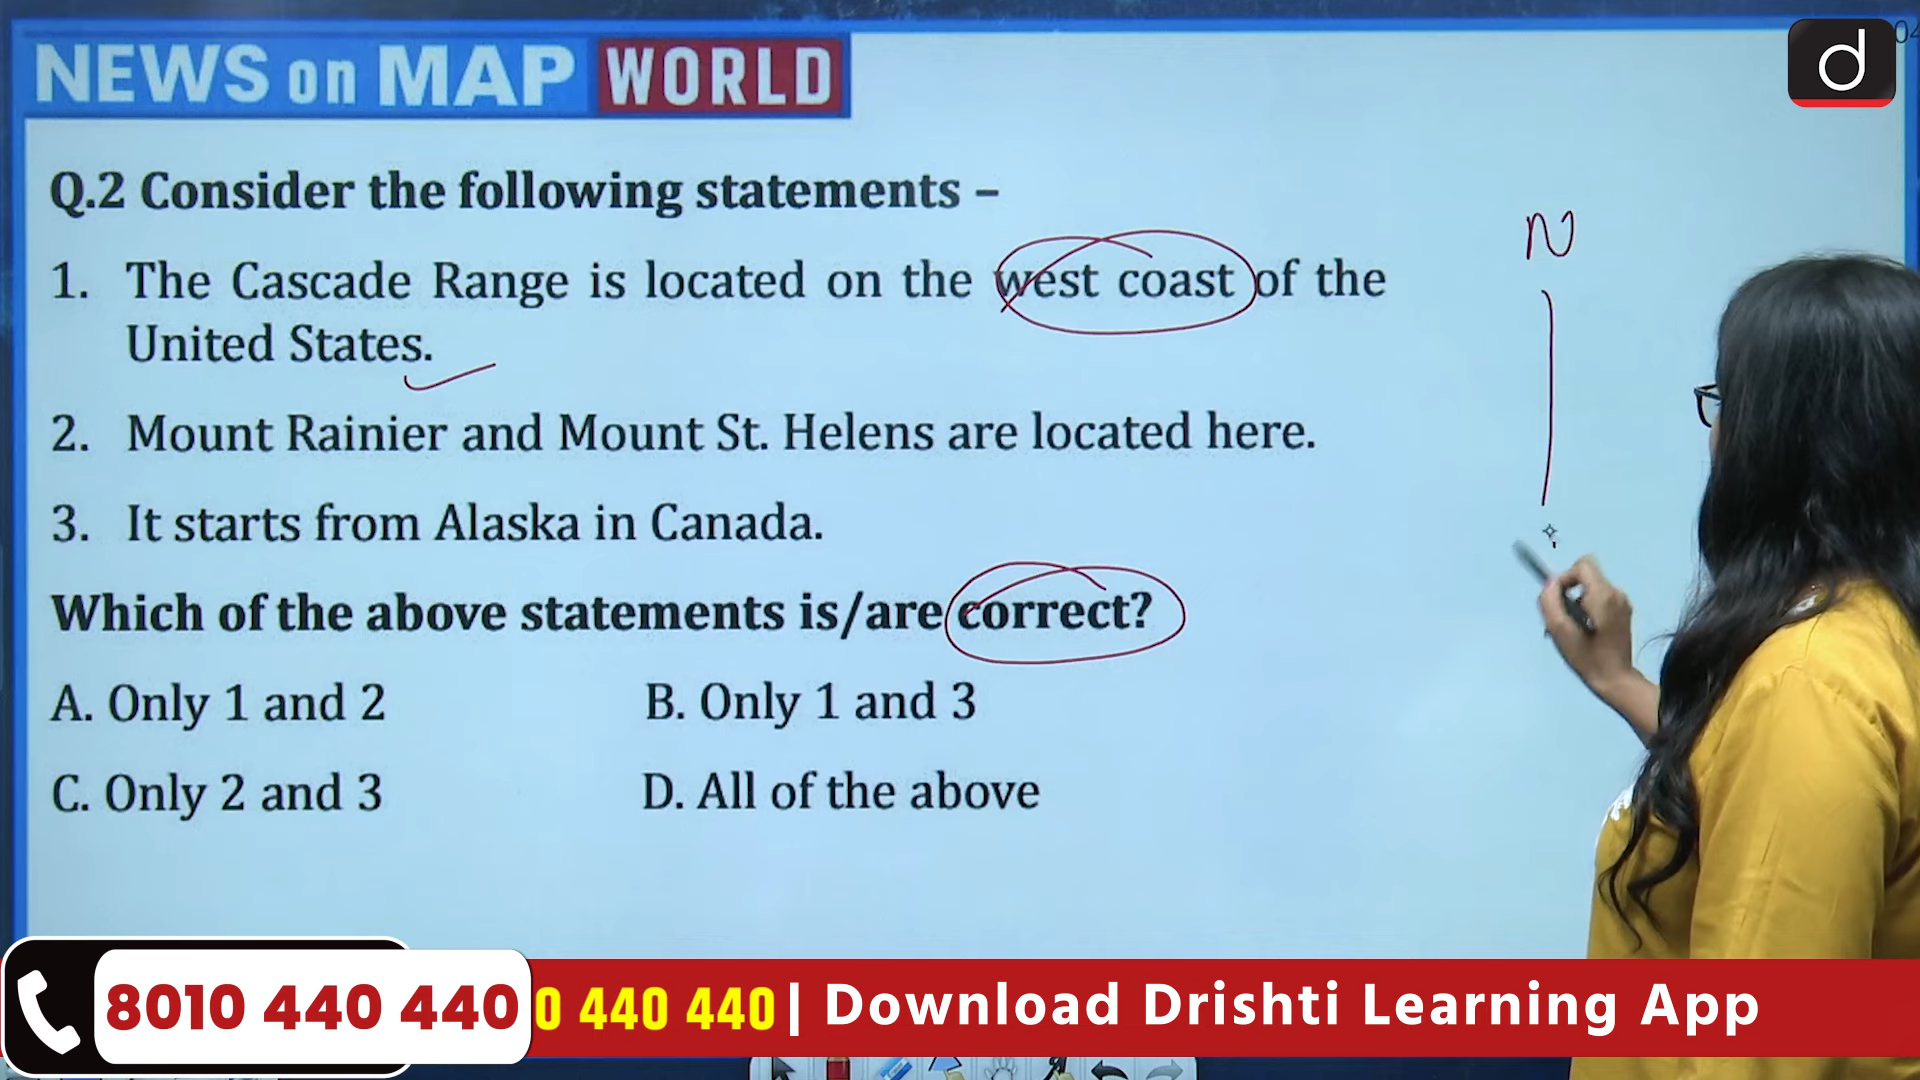 NEWS on MAP WORLD
d
04
Q.2 Consider the following statements –
N
1. The Cascade Range is located on the west coast of the
United States.
2. Mount Rainier and Mount St. Helens are located here.
3. It starts from Alaska in Canada.
Which of the above statements is/are correct?
A. Only 1 and 2 B. Only 1 and 3
C. Only 2 and 3 D. All of the above
8010 440 440 0 440 440 | Download Drishti Learning App